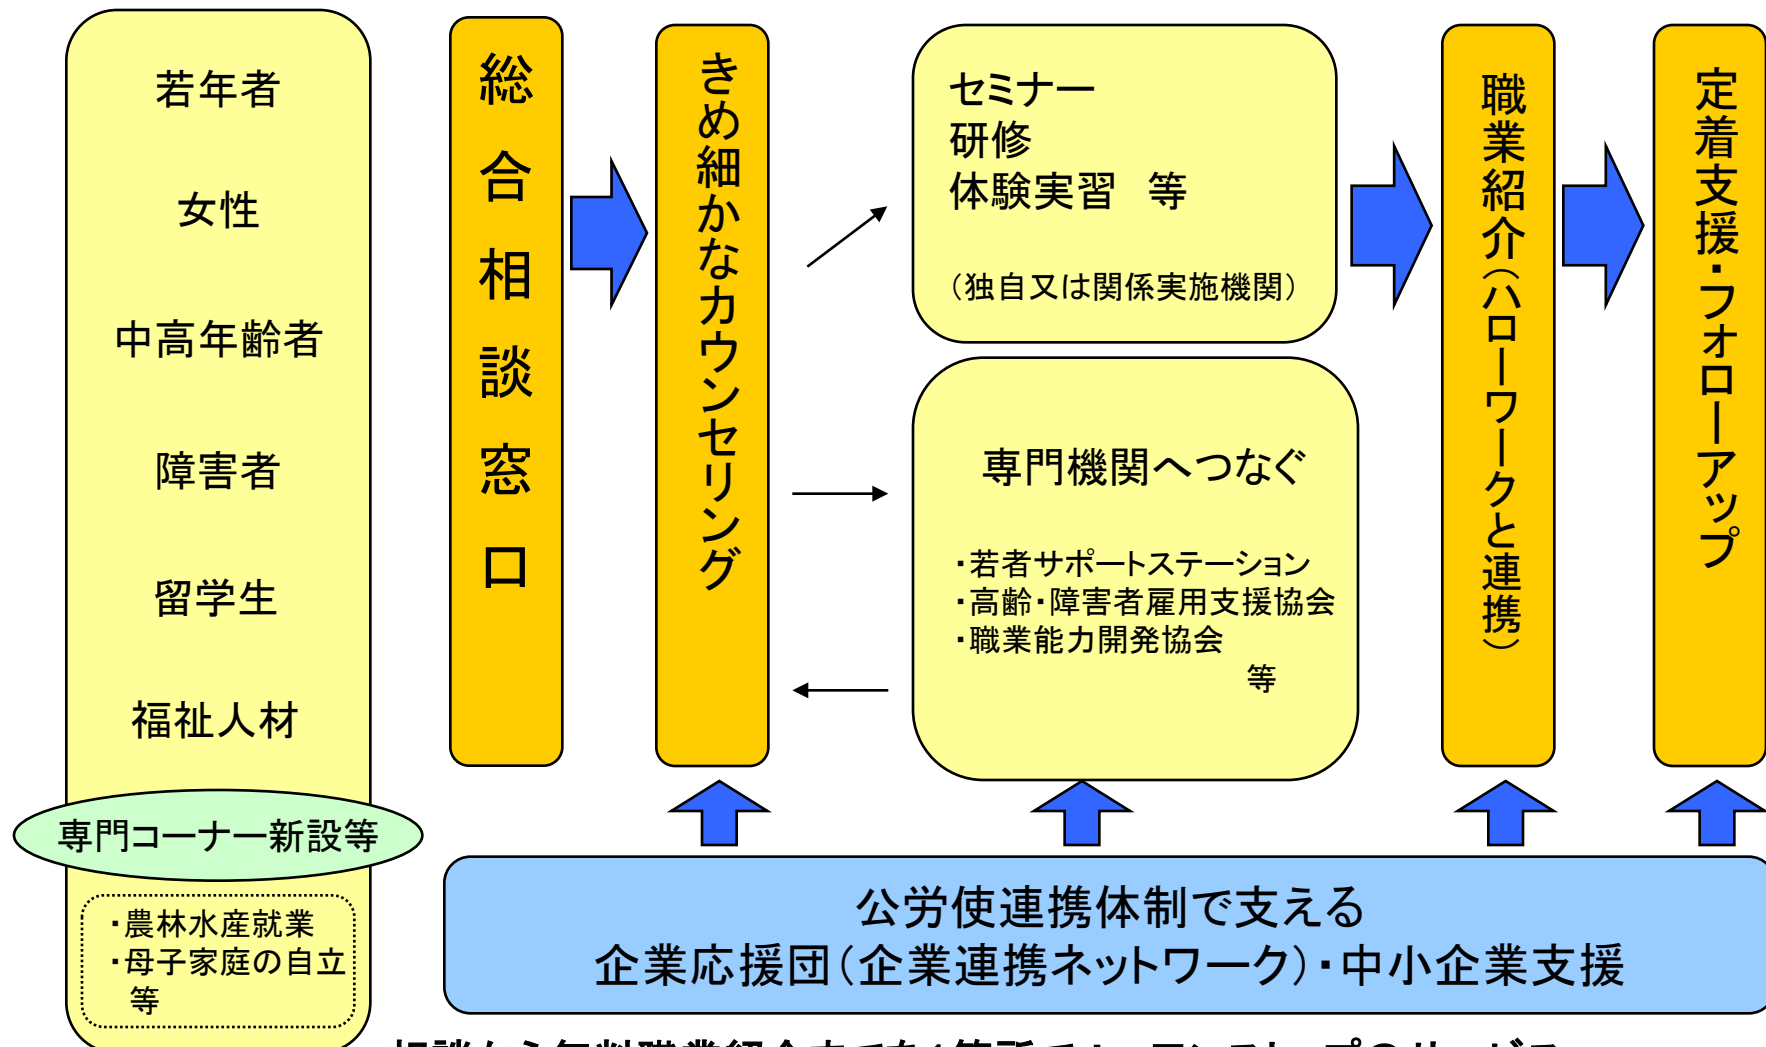 若年者
女性
中高年齢者
障害者
留学生
福祉人材
専門コーナー新設等
・農林水産就業
・母子家庭の自立
等
総合相談窓口
きめ細かなカウンセリング
セミナー
研修
体験実習　等
（独自又は関係実施機関）
専門機関へつなぐ
・若者サポートステーション
・高齢・障害者雇用支援協会
・職業能力開発協会
等
職業紹介（ハローワークと連携）
定着支援・フォローアップ
公労使連携体制で支える
企業応援団（企業連携ネットワーク）・中小企業支援